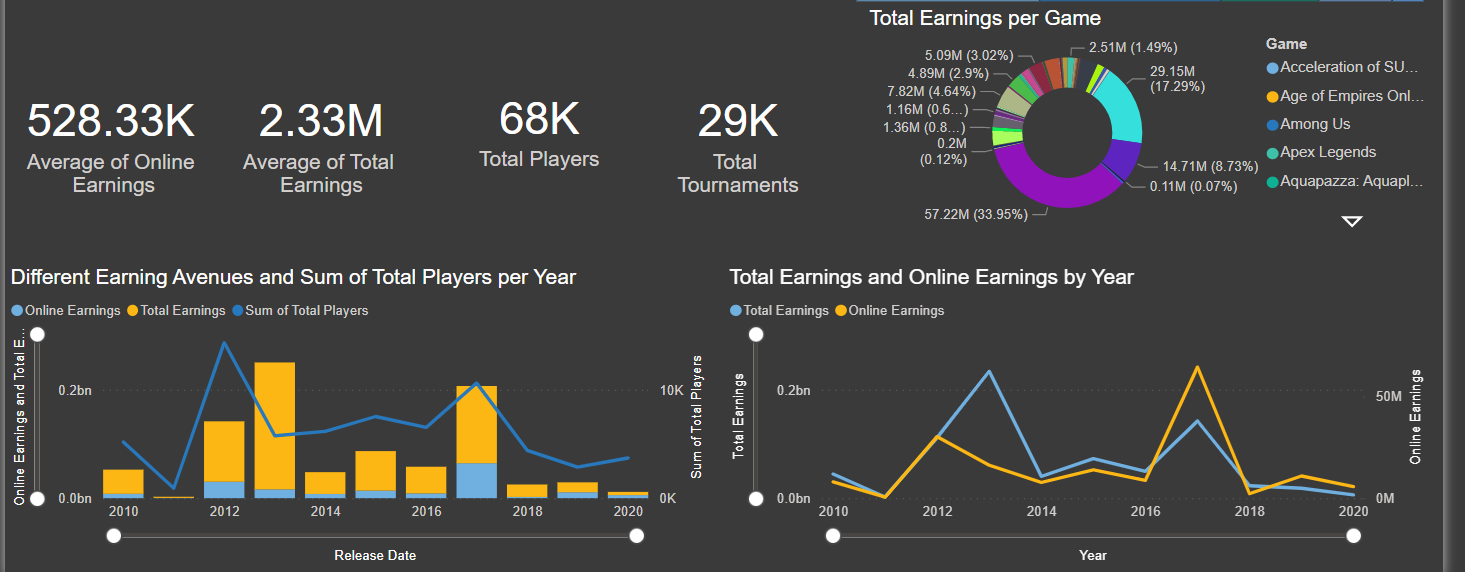 528.33K
Average of Online
Earnings
2.33M
Average of Total
Earnings
68K
Total Players
29K
Total
Tournaments
Total Earnings per Game
2.51M (1.49%)
29.15M
(17.29%)
14.71M (8.73%)
0.11M (0.07%)
57.22M (33.95%)
0.2M
(0.12%)
1.36M (0.8...)
1.16M (0.6...)
7.82M (4.64%)
4.89M (2.9%)
5.09M (3.02%)
Game
Acceleration of SU...
Age of Empires Onl...
Among Us
Apex Legends
Aquapazza: Aquapl...
Different Earning Avenues and Sum of Total Players per Year
Online Earnings
Total Earnings
Sum of Total Players
Online Earnings and Total E...
0.2bn
0.0bn
10K
0K
Sum of Total Players
2010
2012
2014
2016
2018
2020
Release Date
Total Earnings and Online Earnings by Year
Total Earnings
Online Earnings
Total Earnings
0.2bn
0.0bn
50M
0M
Online Earnings
2010
2012
2014
2016
2018
2020
Year